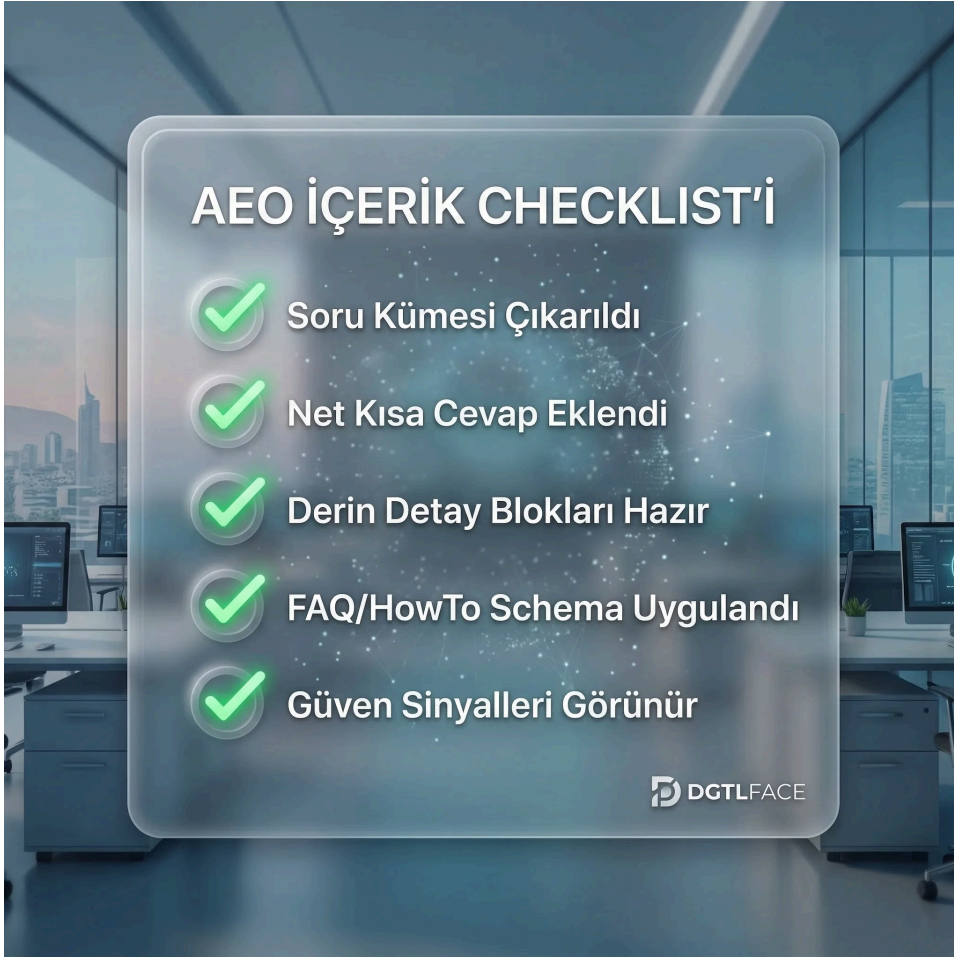 AEO İÇERİK CHECKLIST'İ
Soru Kümesi Çıkarıldı
Net Kısa Cevap Eklendi
Derin Detay Blokları Hazır
FAQ/HowTo Schema Uygulandı
Güven Sinyalleri Görünür
DGTLFACE